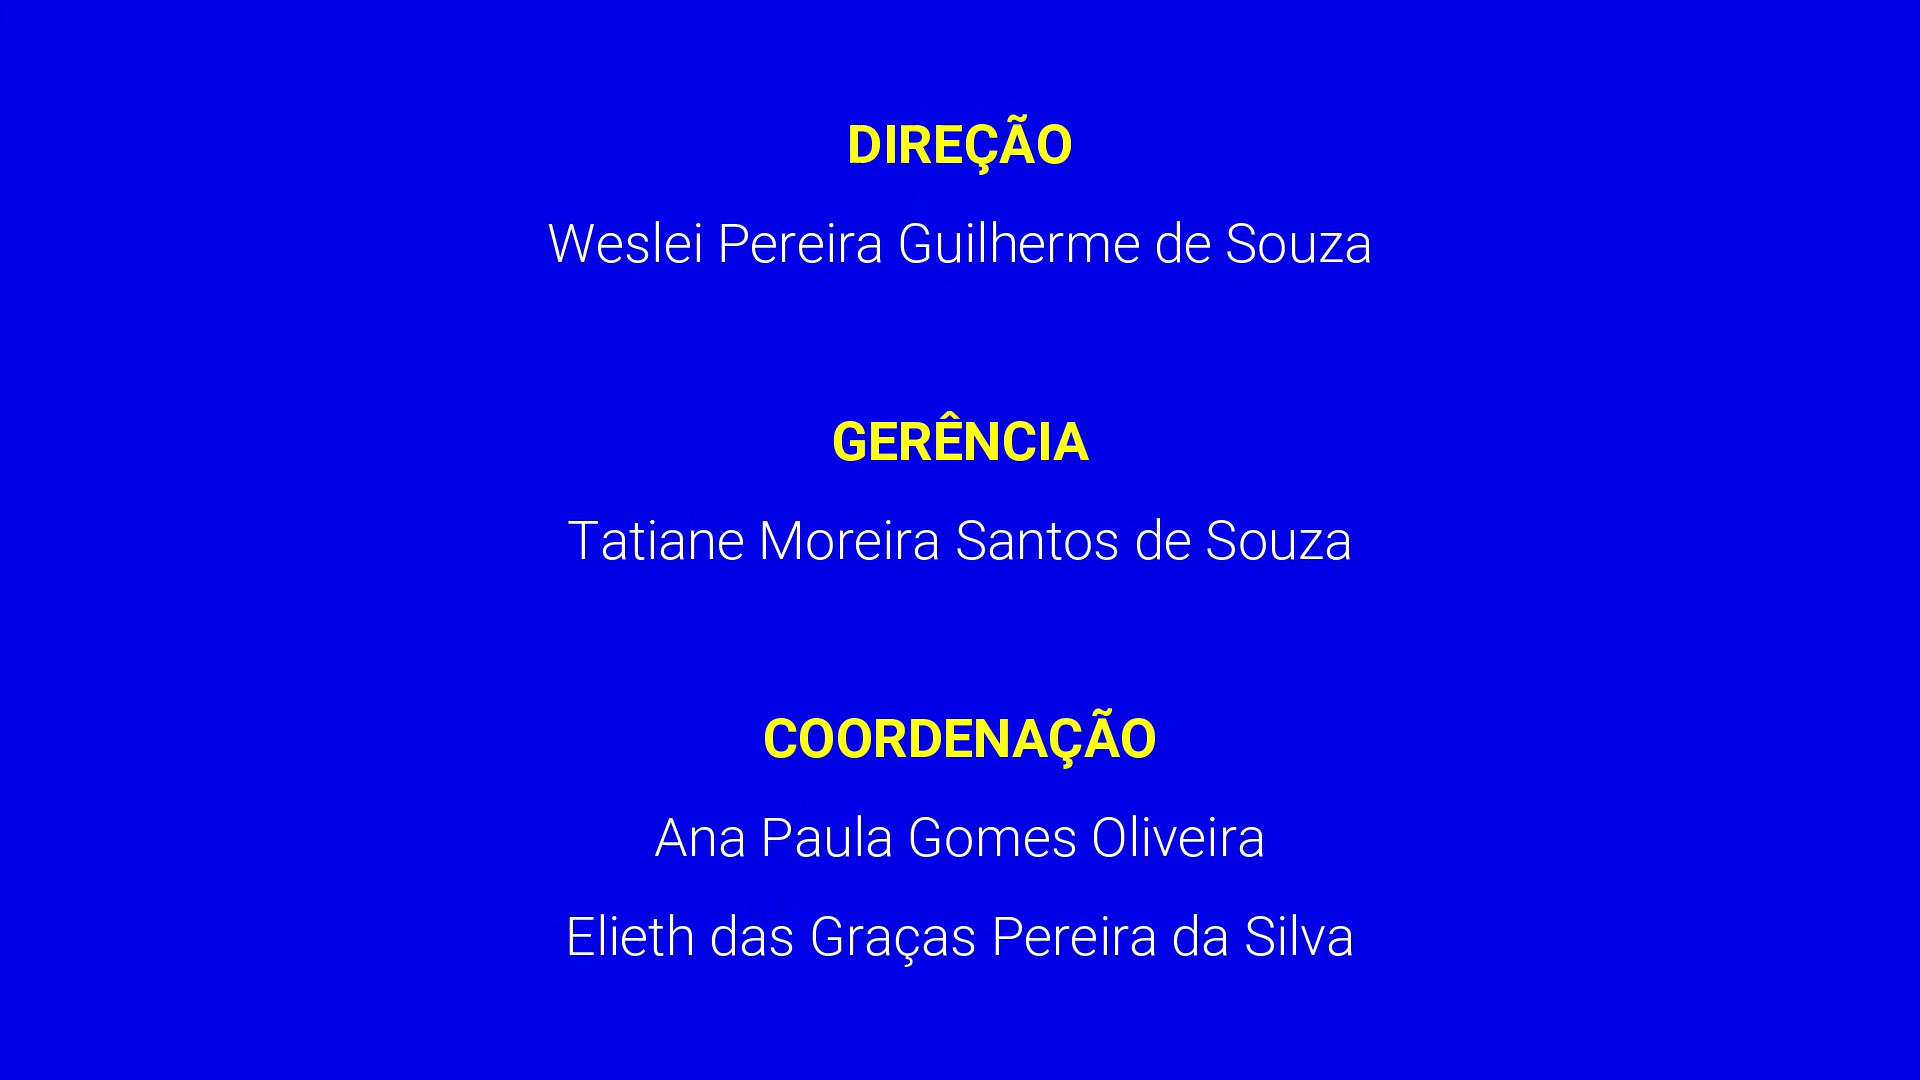 DIREÇÃO
Weslei Pereira Guilherme de Souza
GERÊNCIA
Tatiane Moreira Santos de Souza
COORDENAÇÃO
Ana Paula Gomes Oliveira
Elieth das Graças Pereira da Silva